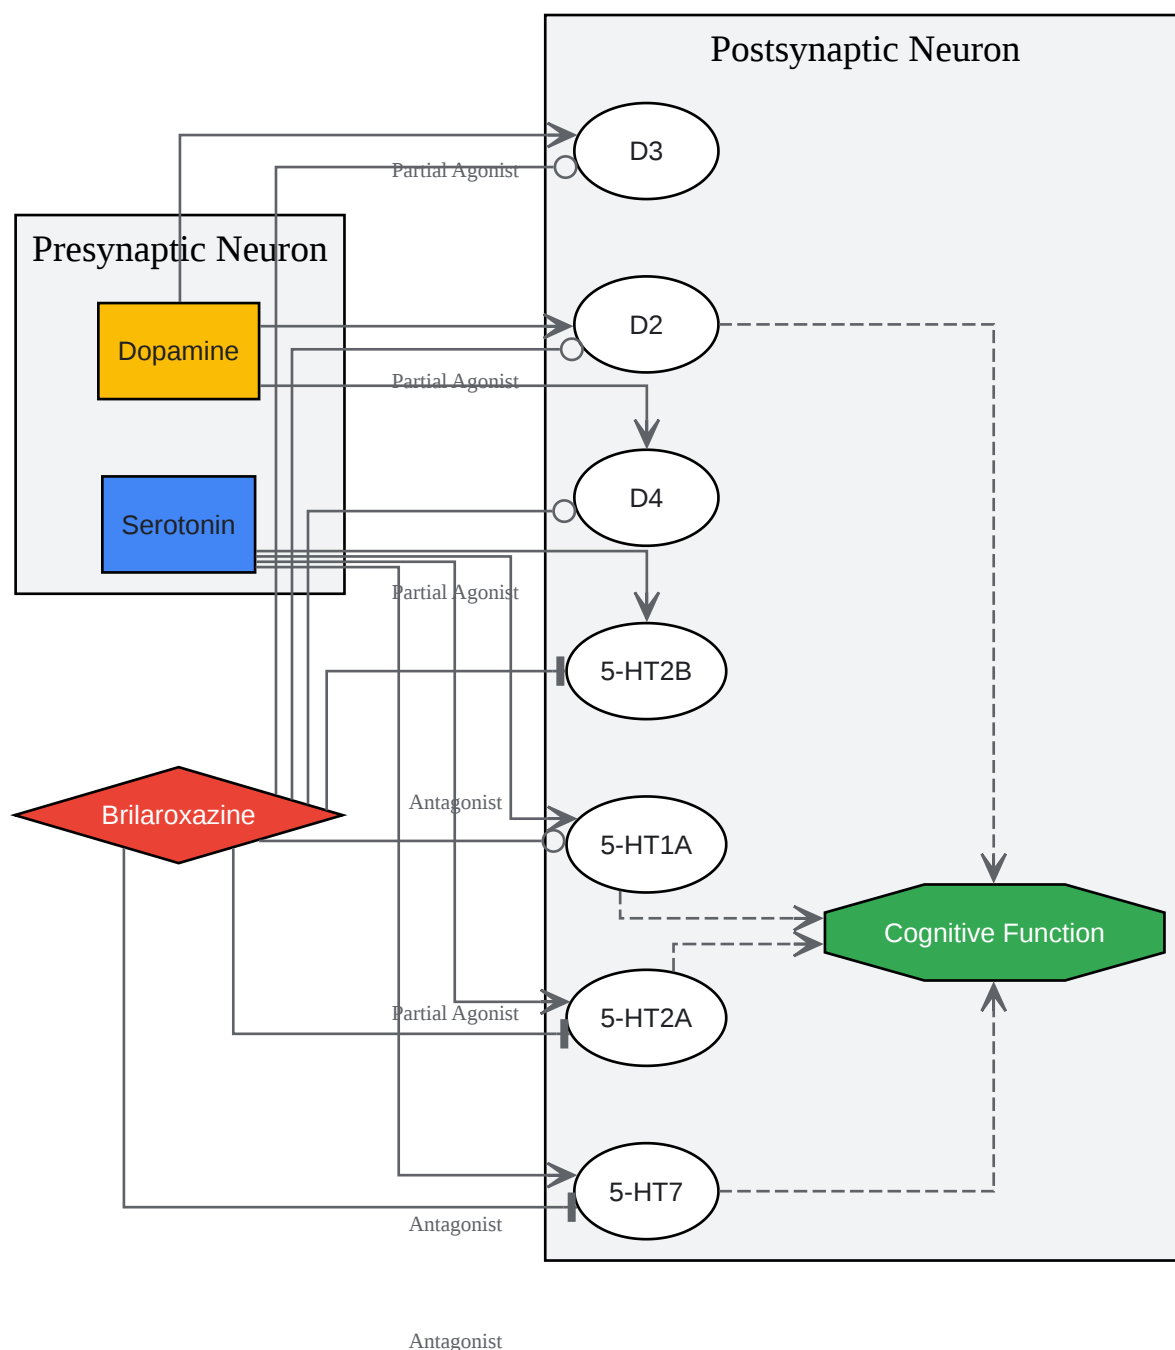 Postsynaptic Neuron
D3
Partial Agonist
Presynaptic Neuron
D2
Dopamine
Partial Agonist
D4
Serotonin
Partial Agonist
5-HT2B
Antagonist
Brilaroxazine
5-HT1A
Cognitive Function
Partial Agonist
5-HT2A
5-HT7
Antagonist
Antagonist